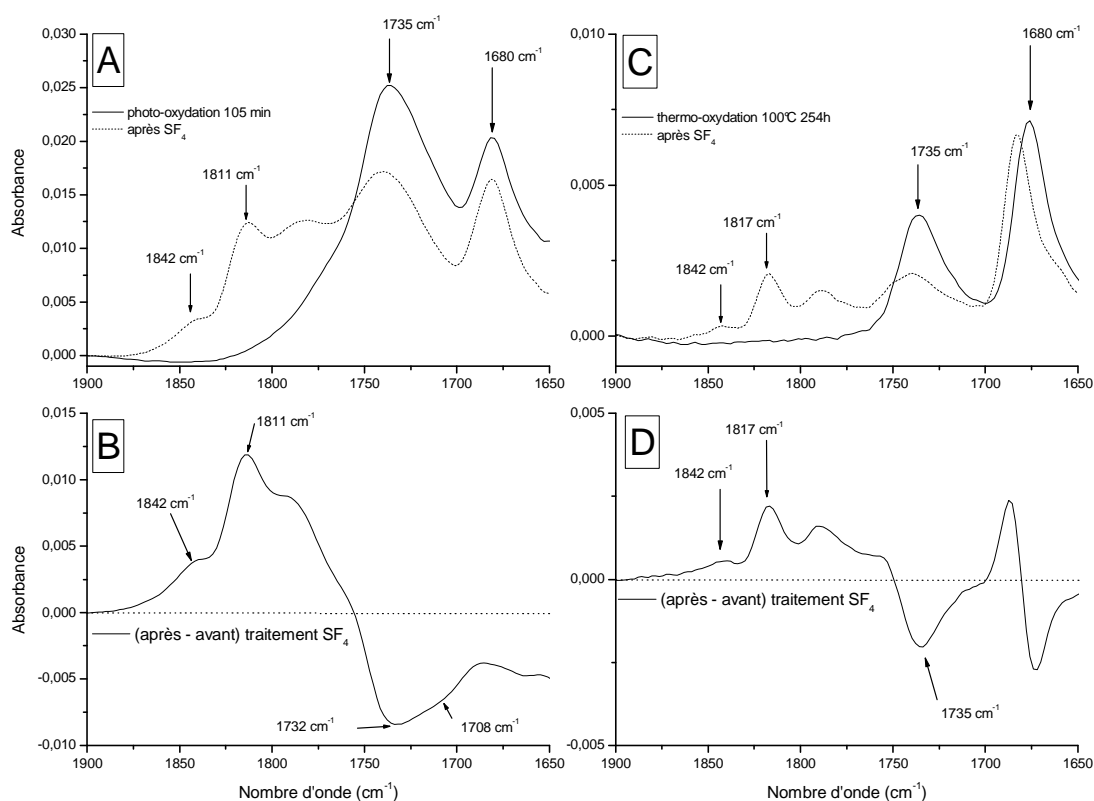 A
1735 cm⁻¹
1680 cm⁻¹
photo-oxydation 105 min
après SF₄
1811 cm⁻¹
1842 cm⁻¹
0,030
0,025
0,020
0,015
0,010
0,005
0,000
Absorbance
1900 1850 1800 1750 1700 1650
C
1680 cm⁻¹
thermo-oxydation 100°C 254h
après SF₄
1735 cm⁻¹
1817 cm⁻¹
1842 cm⁻¹
0,010
0,005
0,000
Absorbance
1900 1850 1800 1750 1700 1650
B
1811 cm⁻¹
1842 cm⁻¹
(après - avant) traitement SF₄
1732 cm⁻¹
1708 cm⁻¹
0,015
0,010
0,005
0,000
-0,005
-0,010
Absorbance
1900 1850 1800 1750 1700 1650
Nombre d'onde (cm⁻¹)
D
1817 cm⁻¹
1842 cm⁻¹
(après - avant) traitement SF₄
1735 cm⁻¹
0,005
0,000
-0,005
Absorbance
1900 1850 1800 1750 1700 1650
Nombre d'onde (cm⁻¹)